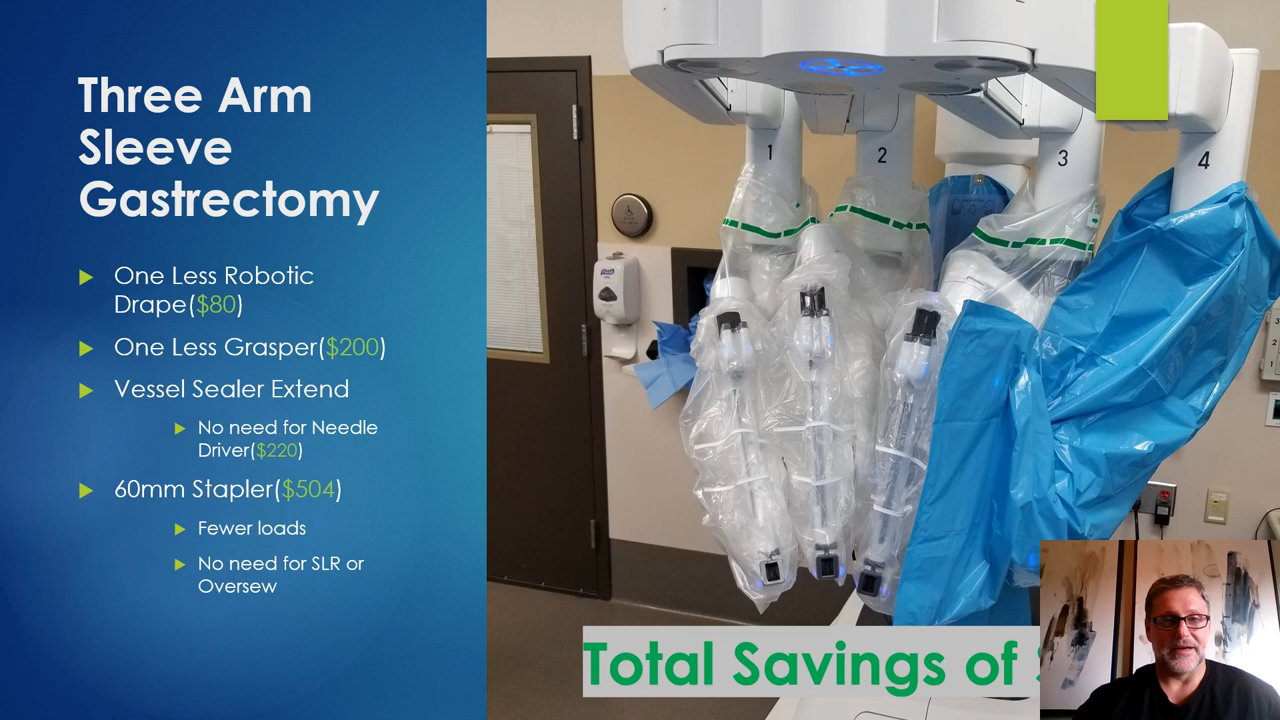 Three Arm
Sleeve
Gastrectomy
One Less Robotic
Drape($80)
One Less Grasper($200)
Vessel Sealer Extend
No need for Needle
Driver($220)
60mm Stapler($504)
Fewer loads
No need for SLR or
Oversew
1
2
3
4
Total Savings of